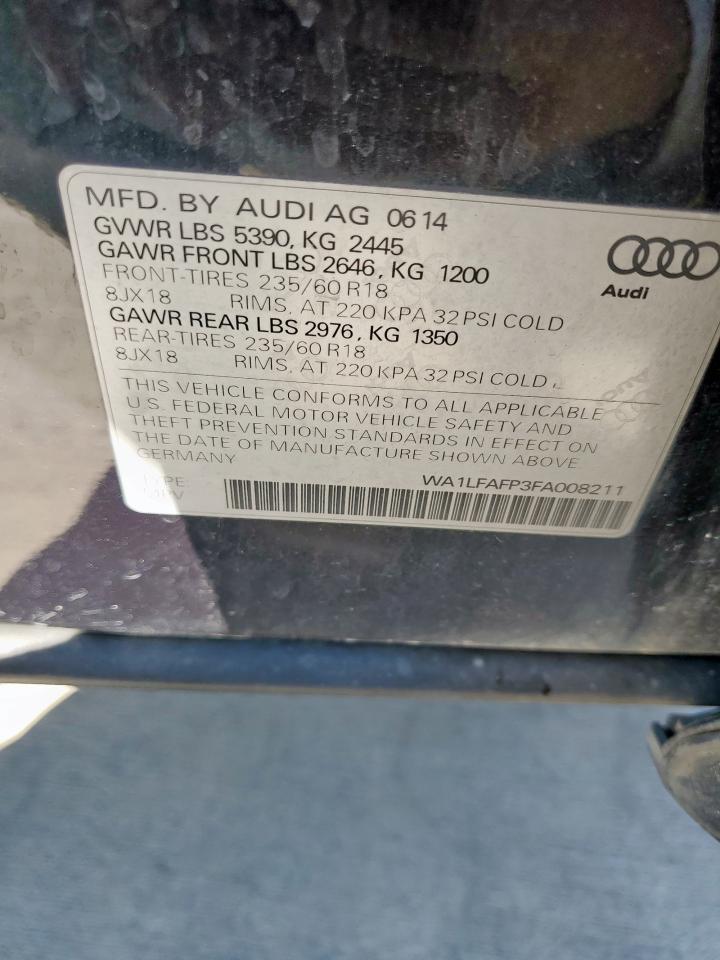 MFD. BY AUDI AG 06 14
GVWR LBS 5390, KG 2445
GAWR FRONT LBS 2646, KG 1200
FRONT-TIRES 235/60 R18
8JX18 RIMS, AT 220 KPA 32 PSI COLD
GAWR REAR LBS 2976, KG 1350
REAR-TIRES 235/60 R18
8JX18 RIMS, AT 220 KPA 32 PSI COLD
Audi
THIS VEHICLE CONFORMS TO ALL APPLICABLE
U.S. FEDERAL MOTOR VEHICLE SAFETY AND
THEFT PREVENTION STANDARDS IN EFFECT ON
THE DATE OF MANUFACTURE SHOWN ABOVE
GERMANY
WA1LFAFP3FA008211
TYPE:
MPV